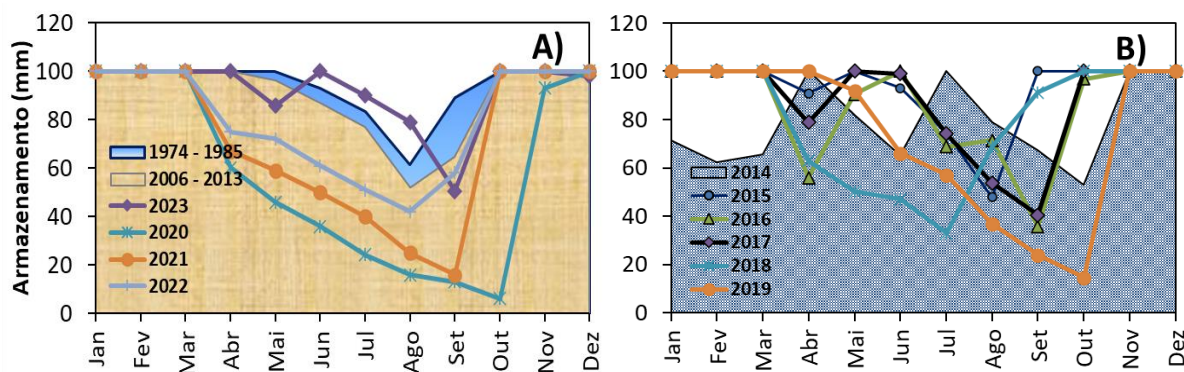 Armazenamento (mm)
120
100
80
60
40
20
0
A)
1974 - 1985
2006 - 2013
2023
2020
2021
2022
Jan
Fev
Mar
Abr
Mai
Jun
Jul
Ago
Set
Out
Nov
Dez
120
100
80
60
40
20
0
B)
2014
2015
2016
2017
2018
2019
Jan
Fev
Mar
Abr
Mai
Jun
Jul
Ago
Set
Out
Nov
Dez